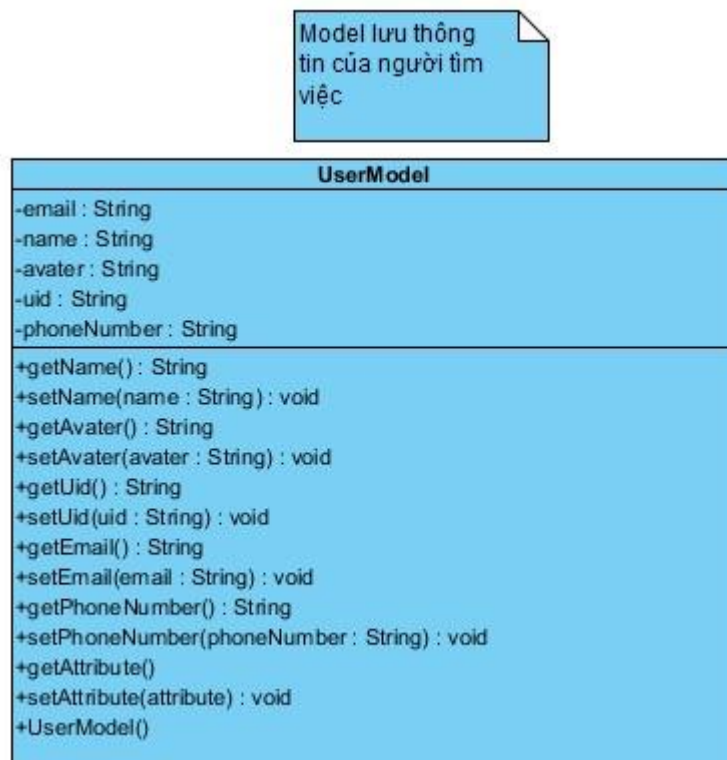 Model lưu thông
tin của người tìm
việc
UserModel
-email : String
-name : String
-avater : String
-uid : String
-phoneNumber : String
+getName() : String
+setName(name : String) : void
+getAvater() : String
+setAvater(avater : String) : void
+getUid() : String
+setUid(uid : String) : void
+getEmail() : String
+setEmail(email : String) : void
+getPhoneNumber() : String
+setPhoneNumber(phoneNumber : String) : void
+getAttribute()
+setAttribute(attribute) : void
+UserModel()